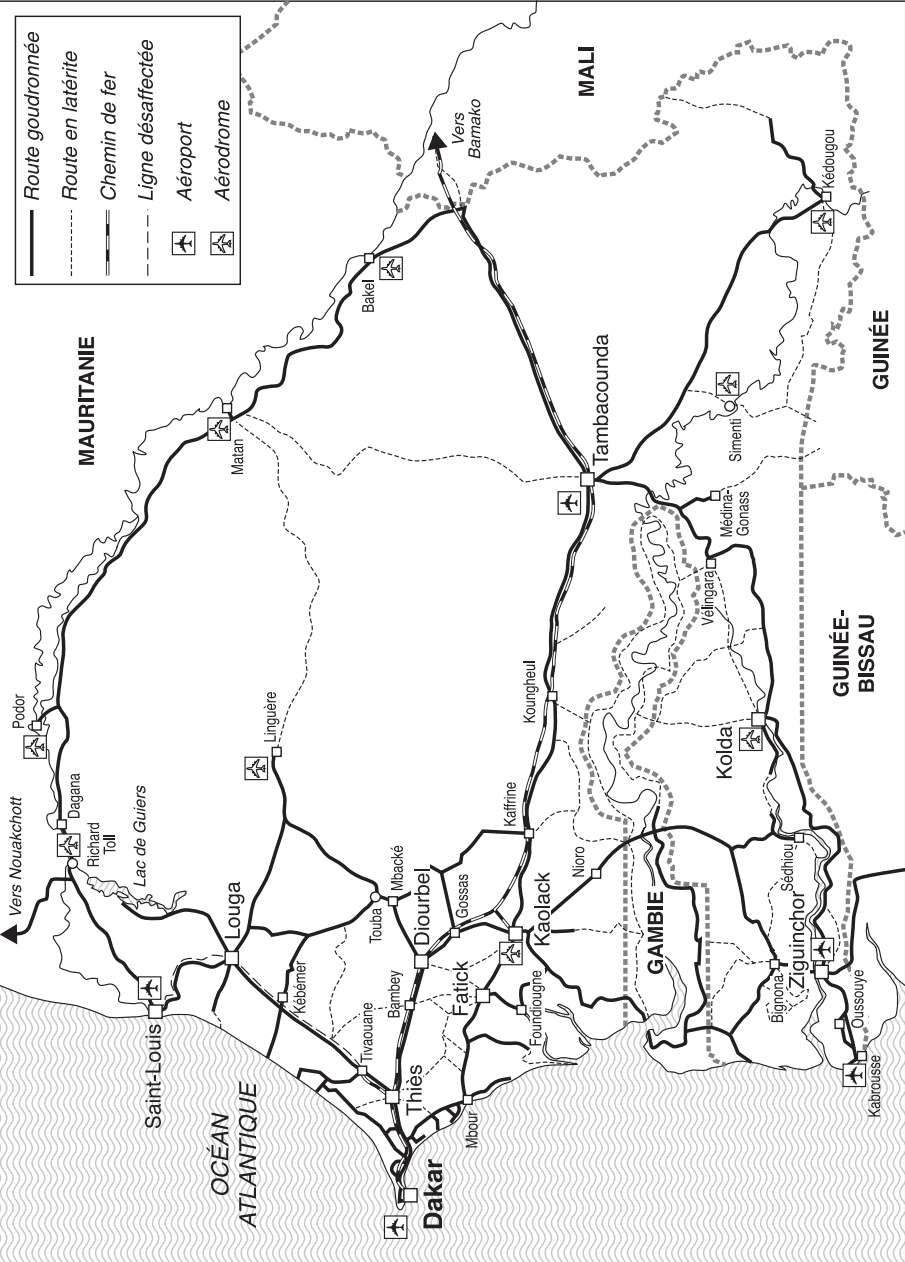 Route goudronnée
Route en latérite
Chemin de fer
Ligne désaffectée
Aéroport
Aérodrome
Vers Nouakchott
MAURITANIE
Podor
Dagana
Richard
Toll
Lac de Guiers
Saint-Louis
Louga
Linguère
Matan
Bakel
Vers
Bamako
MALI
OCÉAN
ATLANTIQUE
Kébémer
Touba
Mbacké
Tivaouane
Bambey
Diourbel
Gossas
Thiès
Dakar
Mbour
Fatick
Foundiougne
Kaolack
Kaffrine
Koungheul
Nioro
Tambacounda
Simenti
Kédougou
Médina-
Gonass
Vélingara
GAMBIE
Kolda
Sédhiou
Bignona
Ziguinchor
Oussouye
Kabrousse
GUINÉE-
BISSAU
GUINÉE